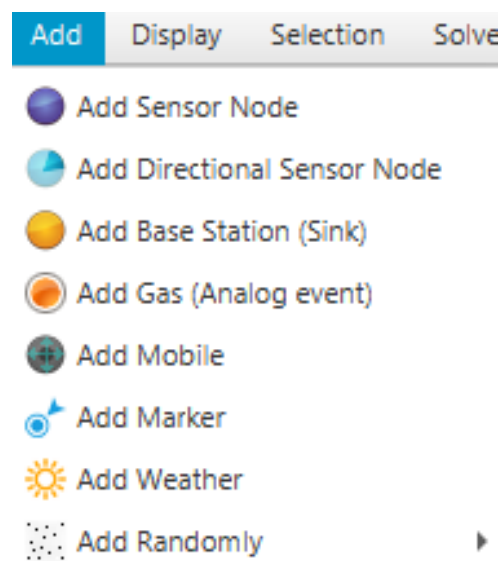 Add Display Selection Solve
Add Sensor Node
Add Directional Sensor Node
Add Base Station (Sink)
Add Gas (Analog event)
Add Mobile
Add Marker
Add Weather
Add Randomly